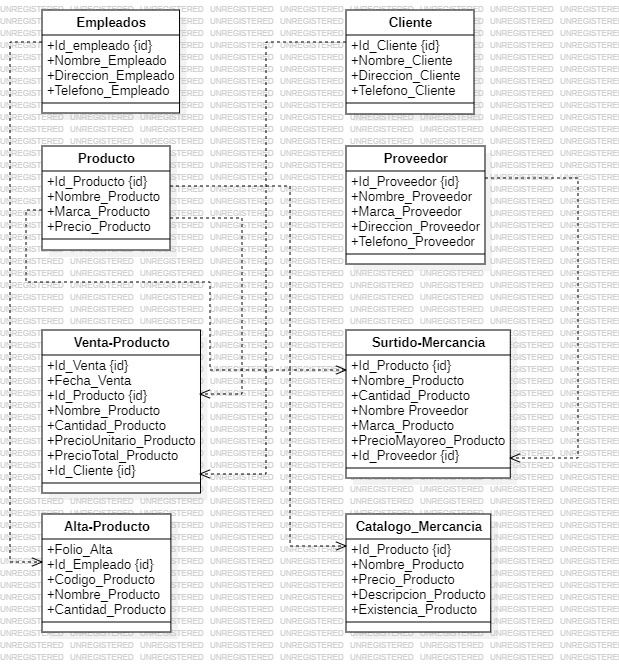 Empleados
+Id_empleado {id}
+Nombre_Empleado
+Direccion_Empleado
+Telefono_Empleado
Cliente
+Id_Cliente {id}
+Nombre_Cliente
+Direccion_Cliente
+Telefono_Cliente
Producto
+Id_Producto {id}
+Nombre_Producto
+Marca_Producto
+Precio_Producto
Proveedor
+Id_Proveedor {id}
+Nombre_Proveedor
+Marca_Proveedor
+Direccion_Proveedor
+Telefono_Proveedor
Venta-Producto
+Id_Venta {id}
+Fecha_Venta
+Id_Producto {id}
+Nombre_Producto
+Cantidad_Producto
+PrecioUnitario_Producto
+PrecioTotal_Producto
+Id_Cliente {id}
Surtido-Mercancia
+Id_Producto {id}
+Nombre_Producto
+Cantidad_Producto
+Nombre Proveedor
+Marca_Producto
+PrecioMayoreo_Producto
+Id_Proveedor {id}
Alta-Producto
+Folio_Alta
+Id_Empleado {id}
+Codigo_Producto
+Nombre_Producto
+Cantidad_Producto
Catalogo_Mercancia
+Id_Producto {id}
+Nombre_Producto
+Precio_Producto
+Descripcion_Producto
+Existencia_Producto
UNREGISTERED